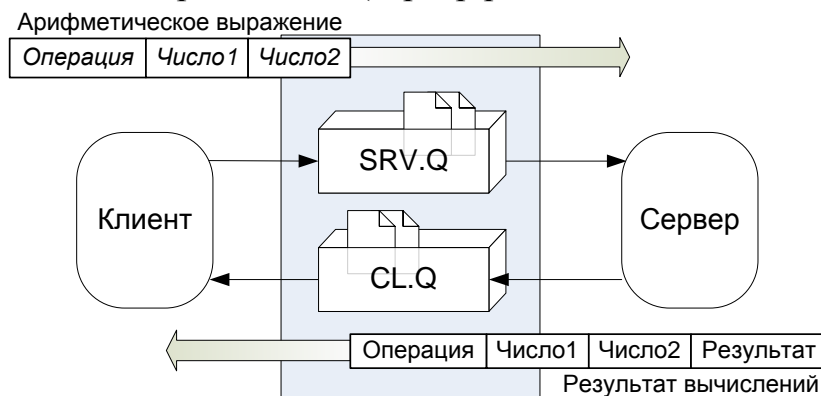 Арифметическое выражение
Операция Число1 Число2
SRV.Q
Клиент
Сервер
CL.Q
Операция Число1 Число2 Результат
Результат вычислений